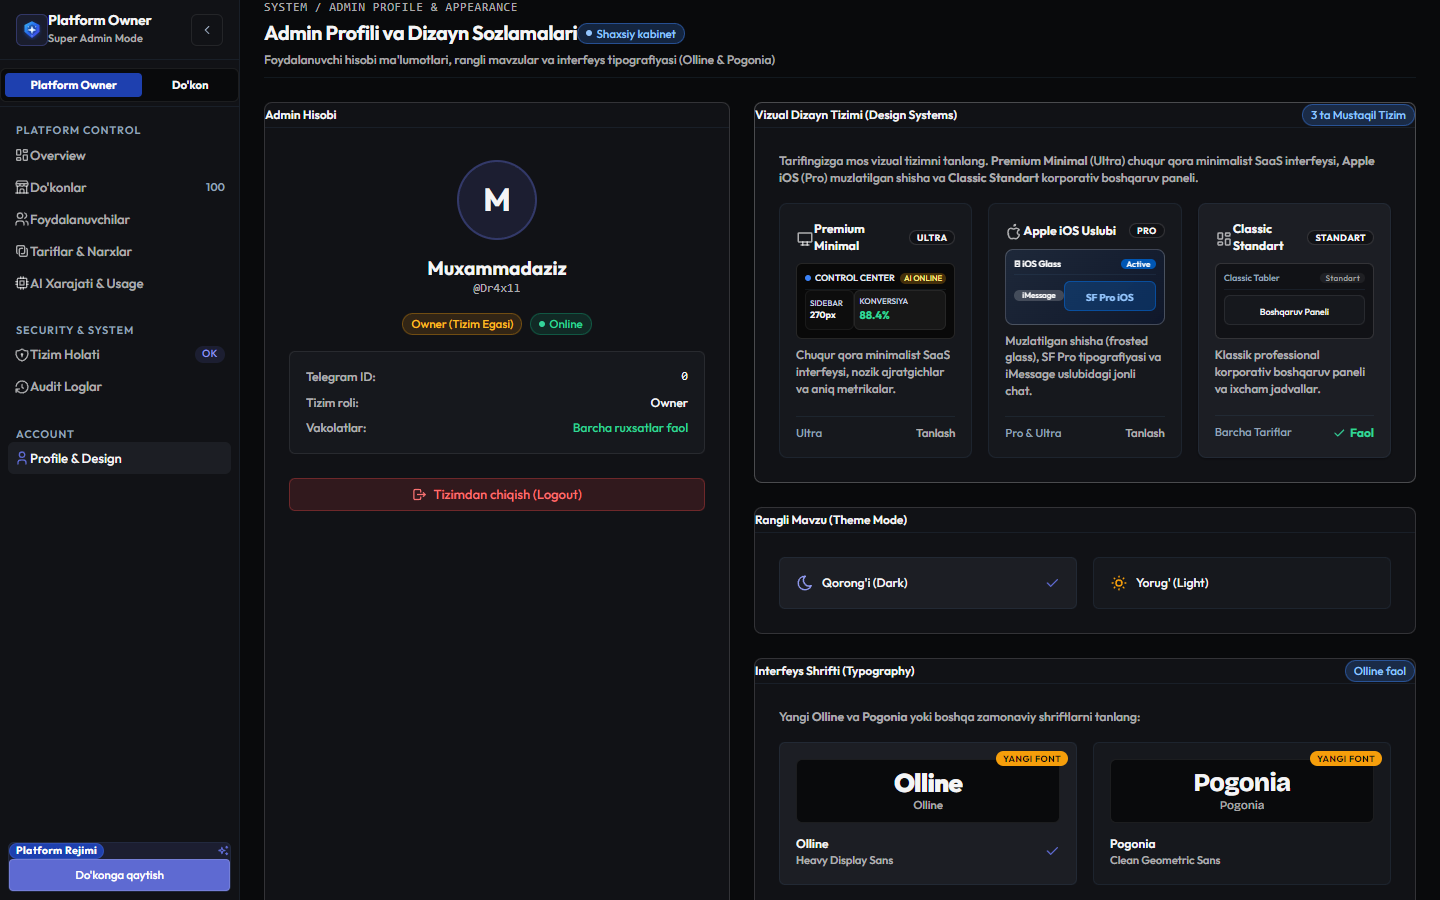 Platform Owner
Super Admin Mode
Platform Owner
Do'kon
PLATFORM CONTROL
Overview
Do'konlar
100
Foydalanuvchilar
Tariflar & Narxlar
AI Xarajati & Usage
SECURITY & SYSTEM
Tizim Holati
OK
Audit Loglar
ACCOUNT
Profile & Design
Platform Rejimi
Do'konga qaytish
SYSTEM / ADMIN PROFILE & APPEARANCE
Admin Profili va Dizayn Sozlamalari
Shaxsiy kabinet
Foydalanuvchi hisobi ma'lumotlari, rangli mavzular va interfeys tipografiyasi (Olline & Pogonia)
Admin Hisobi
M
Muxammadaziz
@Dr4x1l
Owner (Tizim Egasi)
Online
Telegram ID:
0
Tizim roli:
Owner
Vakolatlar:
Barcha ruxsatlar faol
Tizimdan chiqish (Logout)
Vizual Dizayn Tizimi (Design Systems)
3 ta Mustaqil Tizim
Tarifingizga mos vizual tizimni tanlang. Premium Minimal (Ultra) chuqur qora minimalist SaaS interfeysi, Apple
iOS (Pro) muzlatilgan shisha va Classic Standart korporativ boshqaruv paneli.
Premium
Minimal
ULTRA
CONTROL CENTER
AI ONLINE
SIDEBAR
270px
KONVERSIYA
88.4%
Chuqur qora minimalist SaaS
interfeysi, nozik ajratgichlar
va aniq metrikalar.
Ultra
Tanlash
Apple iOS Uslubi
PRO
iOS Glass
Active
iMessage
SF Pro iOS
Muzlatilgan shisha (frosted
glass), SF Pro tipografiyasi va
iMessage uslubidagi jonli
chat.
Pro & Ultra
Tanlash
Classic
Standart
STANDART
Classic Tabler
Standart
Boshqaruv Paneli
Klassik professional
korporativ boshqaruv paneli
va ixcham jadvallar.
Barcha Tariflar
Faol
Rangli Mavzu (Theme Mode)
Qorong'i (Dark)
Yorug' (Light)
Interfeys Shrifti (Typography)
Olline faol
Yangi Olline va Pogonia yoki boshqa zamonaviy shriftlarni tanlang:
YANGI FONT
Olline
Olline
Olline
Heavy Display Sans
YANGI FONT
Pogonia
Pogonia
Pogonia
Clean Geometric Sans